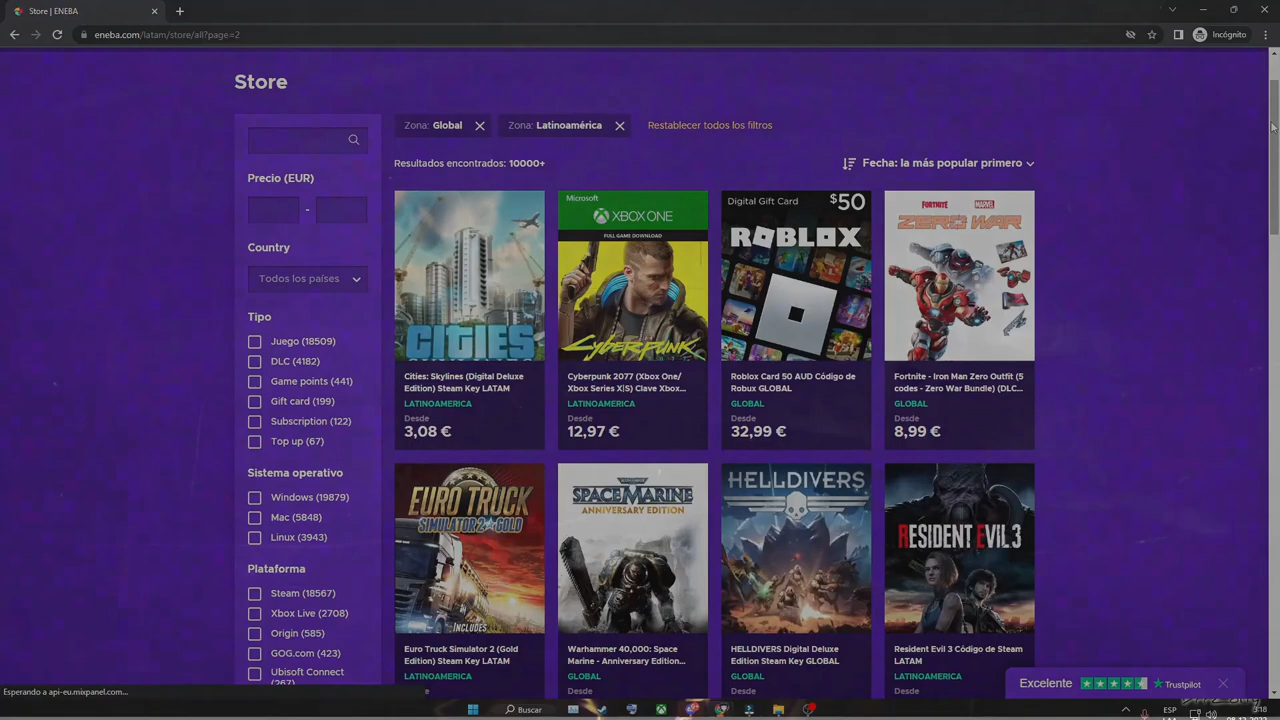 Store | ENEBA
eneba.com/latam/store/all?page=2
Incógnito
Store
Zona: Global
Zona: Latinoamérica
Restablecer todos los filtros
Resultados encontrados: 10000+
Fecha: la más popular primero
Precio (EUR)
-
Country
Todos los países
Tipo
Juego (18509)
DLC (4182)
Game points (441)
Gift card (199)
Subscription (122)
Top up (67)
Sistema operativo
Windows (19879)
Mac (5848)
Linux (3943)
Plataforma
Steam (18567)
Xbox Live (2708)
Origin (585)
GOG.com (423)
Ubisoft Connect
(267)
CITIES
Cities: Skylines (Digital Deluxe
Edition) Steam Key LATAM
LATINOAMERICA
Desde
3,08 €
Microsoft
XBOX ONE
FULL GAME DOWNLOAD
CYBERPUNK
Cyberpunk 2077 (Xbox One/
Xbox Series X|S) Clave Xbox...
LATINOAMERICA
Desde
12,97 €
Digital Gift Card $50
ROBLOX
Roblox Card 50 AUD Código de
Robux GLOBAL
GLOBAL
Desde
32,99 €
FORTNITE MARVEL
ZERO WAR
Fortnite - Iron Man Zero Outfit (5
codes - Zero War Bundle) (DLC...
GLOBAL
Desde
8,99 €
EURO TRUCK
SIMULATOR 2 GOLD
INCLUDES
Euro Truck Simulator 2 (Gold
Edition) Steam Key LATAM
LATINOAMERICA
SPACE MARINE
ANNIVERSARY EDITION
Warhammer 40,000: Space
Marine - Anniversary Edition...
GLOBAL
Desde
HELLDIVERS
HELLDIVERS Digital Deluxe
Edition Steam Key GLOBAL
GLOBAL
Desde
RESIDENT EVIL 3
Resident Evil 3 Código de Steam
LATAM
LATINOAMERICA
Desde
Excelente
Trustpilot
Esperando a api-eu.mixpanel.com...
Buscar
ESP